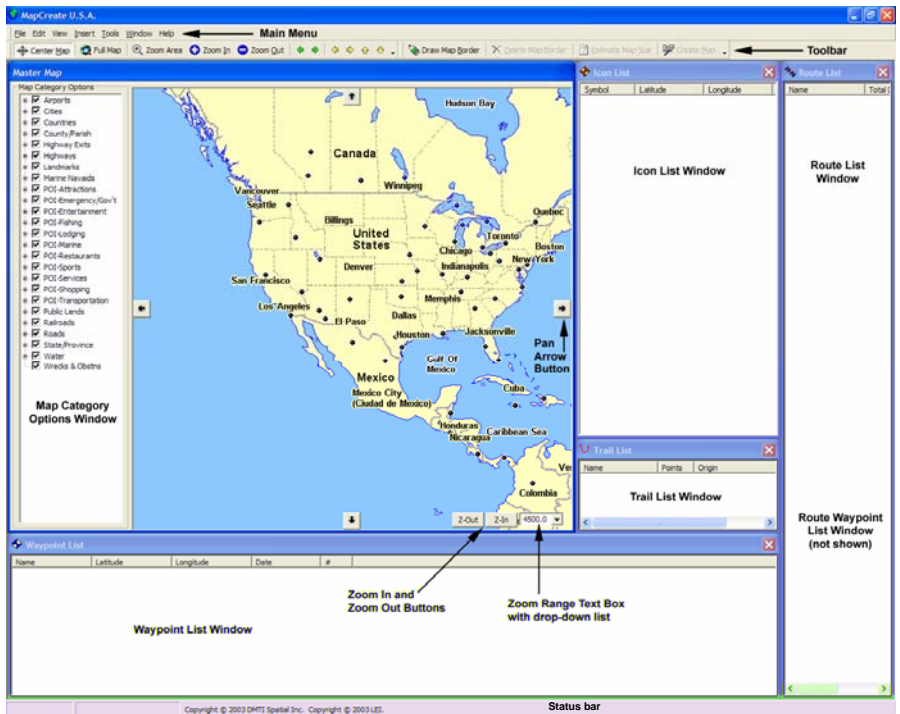 MapCreate U.S.A.
File Edit View Insert Tools Window Help
Main Menu
Center Map Full Map Zoom Area Zoom In Zoom Out Draw Map Border Delete Map Border Estimate Map Size Create Map
Toolbar
Master Map
Map Category Options
Airports
Cities
Countries
County/Parish
Highway Exits
Highways
Landmarks
Marine Navaids
POI-Attractions
POI-Emergency/Gov't
POI-Entertainment
POI-Fishing
POI-Lodging
POI-Marine
POI-Restaurants
POI-Sports
POI-Services
POI-Shopping
POI-Transportation
Public Lands
Railroads
Roads
State/Province
Water
Wrecks & Obstns
Map Category
Options Window
Hudson Bay
Canada
Winnipeg
Vancouver
Seattle
Billings
Quebec
United
States
Toronto
Boston
Chicago
New York
Denver
Indianapolis
San Francisco
Memphis
Los Angeles
El Paso
Dallas
Houston
Jacksonville
Pan
Arrow
Button
Gulf Of
Mexico
Mexico
Cuba
Mexico City
(Ciudad de Mexico)
Honduras
Nicaragua
Caribbean Sea
Ve
Colombia
Z-Out Z-In 4500.0
Icon List
Symbol Latitude Longitude
Icon List Window
Trail List
Name Points Origin
Trail List Window
Route List
Name Total (
Route List
Window
Route Waypoint
List Window
(not shown)
Waypoint List
Name Latitude Longitude Date #
Zoom In and
Zoom Out Buttons
Zoom Range Text Box
with drop-down list
Waypoint List Window
Copyright © 2003 DMTI Spatial Inc. Copyright © 2003 LEI.
Status bar